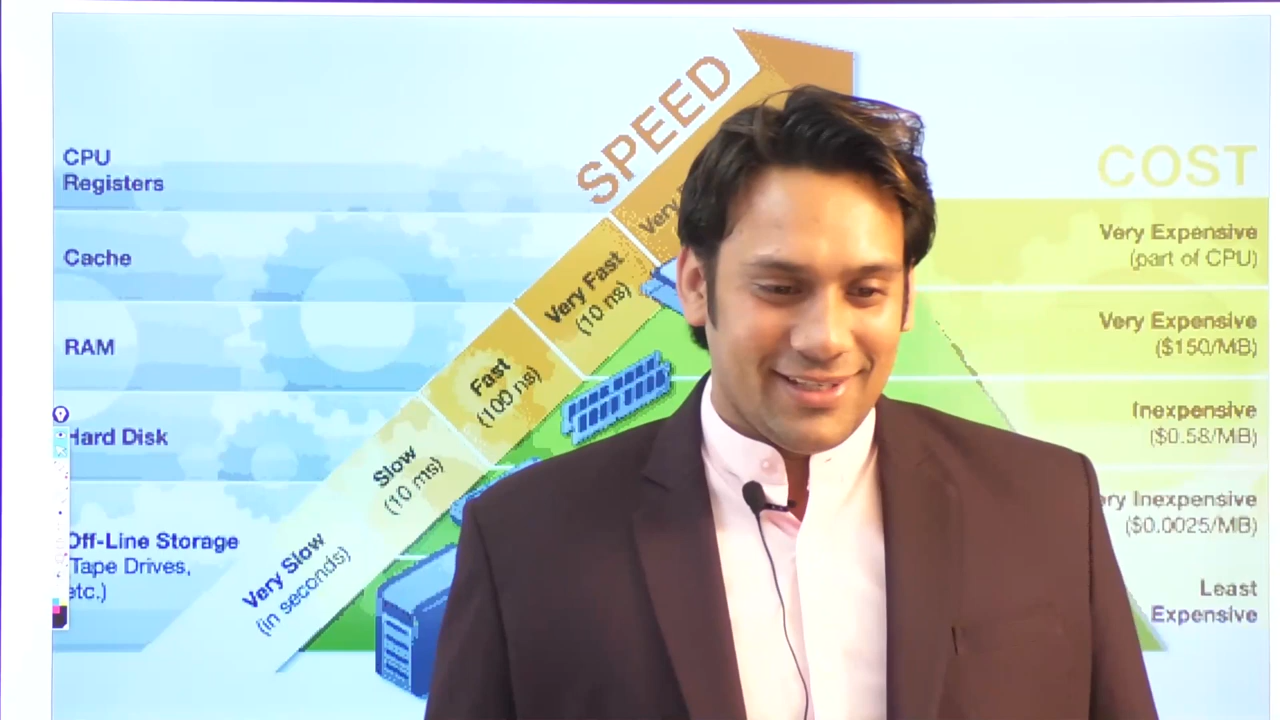 SPEED
COST
CPU
Registers
Cache
RAM
Hard Disk
Off-Line Storage
Tape Drives,
etc.)
Very
Very Fast
(10 ns)
Fast
(100 ns)
Slow
(10 ms)
Very Slow
(in seconds)
Very Expensive
(part of CPU)
Very Expensive
($150/MB)
Inexpensive
($0.58/MB)
ery Inexpensive
($0.0025/MB)
Least
Expensive